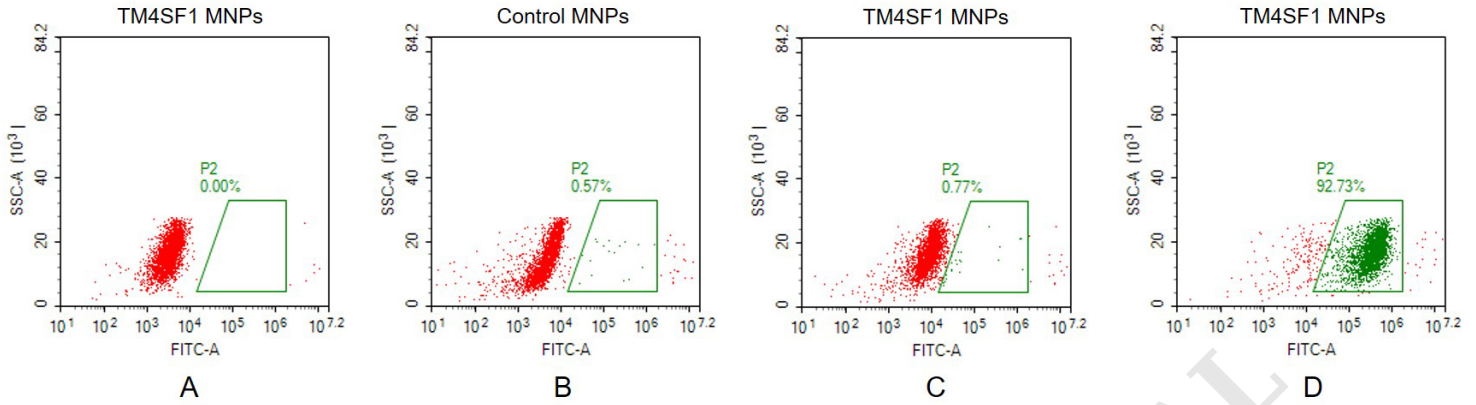 TM4SF1 MNPs
84.2
60
40
20
0
SSC-A (10³ |
P2
0.00%
10¹ 10² 10³ 10⁴ 10⁵ 10⁶ 10⁷·²
FITC-A
A
Control MNPs
84.2
60
40
20
0
SSC-A (10³ |
P2
0.57%
10¹ 10² 10³ 10⁴ 10⁵ 10⁶ 10⁷·²
FITC-A
B
TM4SF1 MNPs
84.2
60
40
20
0
SSC-A (10³ |
P2
0.77%
10¹ 10² 10³ 10⁴ 10⁵ 10⁶ 10⁷·²
FITC-A
C
TM4SF1 MNPs
84.2
60
40
20
0
SSC-A (10³ |
P2
92.73%
10¹ 10² 10³ 10⁴ 10⁵ 10⁶ 10⁷·²
FITC-A
D